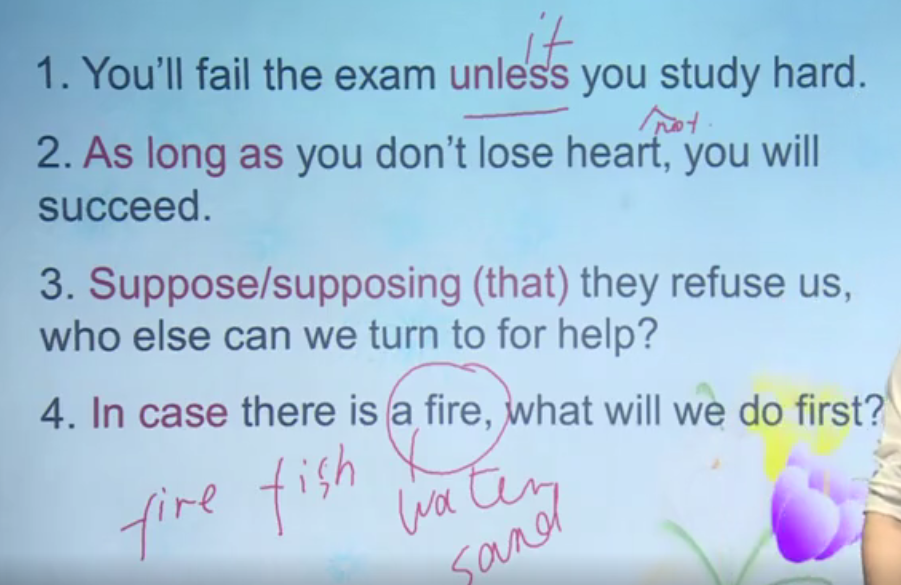 if
1. You'll fail the exam unless you study hard.
not
2. As long as you don't lose heart, you will
succeed.
3. Suppose/supposing (that) they refuse us,
who else can we turn to for help?
4. In case there is a fire, what will we do first?
fire fish water
sand